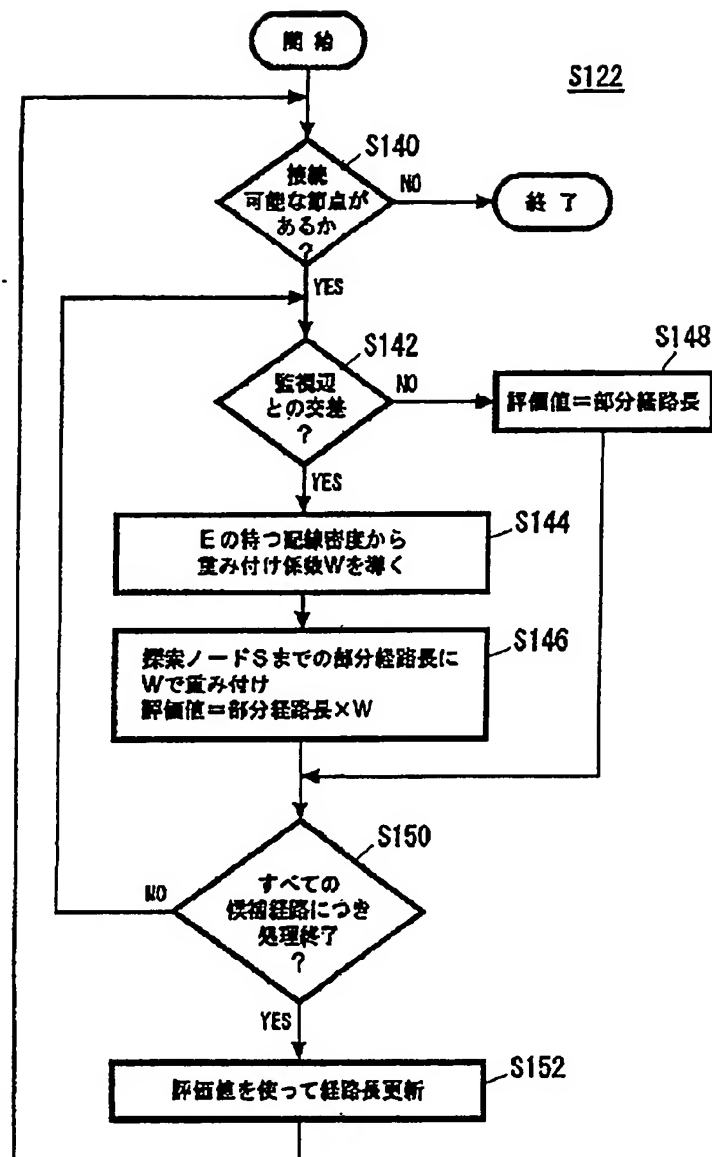 開始
S122
S140
接続
可能な節点が
あるか
?
NO
終了
YES
S142
監視辺
との交差
?
NO
S148
評価値=部分経路長
YES
S144
Eの持つ配線密度から
重み付け係数Wを導く
S146
探索ノードSまでの部分経路長に
Wで重み付け
評価値=部分経路長×W
S150
すべての
候補経路につき
処理終了
?
NO
YES
S152
評価値を使って経路長更新